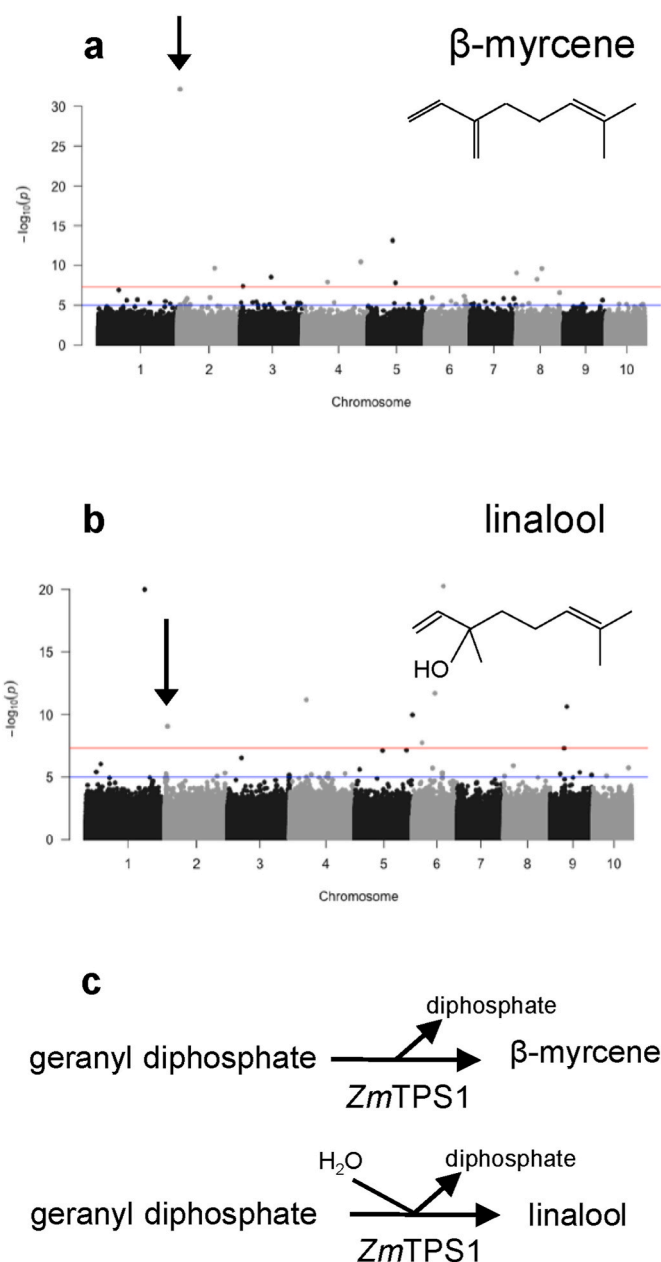 a
β-myrcene
30
25
20
15
10
5
0
−log10(p)
1 2 3 4 5 6 7 8 9 10
Chromosome
b
linalool
20
15
10
5
0
−log10(p)
HO
1 2 3 4 5 6 7 8 9 10
Chromosome
c
diphosphate
geranyl diphosphate β-myrcene
ZmTPS1
H2O diphosphate
geranyl diphosphate linalool
ZmTPS1